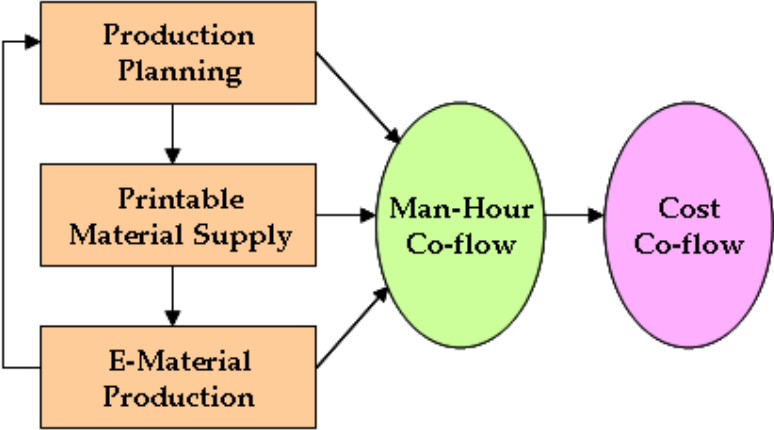 Production
Planning
Printable
Material Supply
E-Material
Production
Man-Hour
Co-flow
Cost
Co-flow